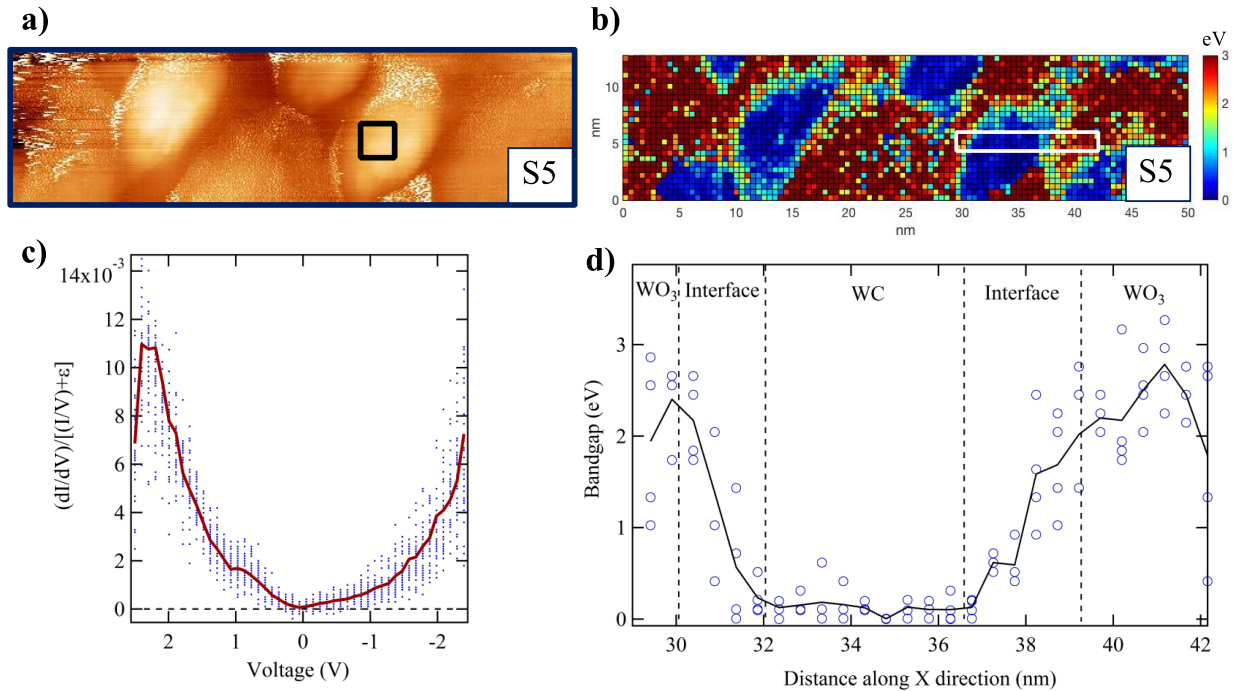 a)
S5
b)
eV
3
2
1
0
10
5
0
nm
S5
0 5 10 15 20 25 30 35 40 45 50
nm
c)
14x10⁻³
12
10
8
6
4
2
0
(dI/dV)/[(I/V)+ε]
2 1 0 -1 -2
Voltage (V)
d)
WO₃ Interface WC Interface WO₃
3
2
1
0
Bandgap (eV)
30 32 34 36 38 40 42
Distance along X direction (nm)